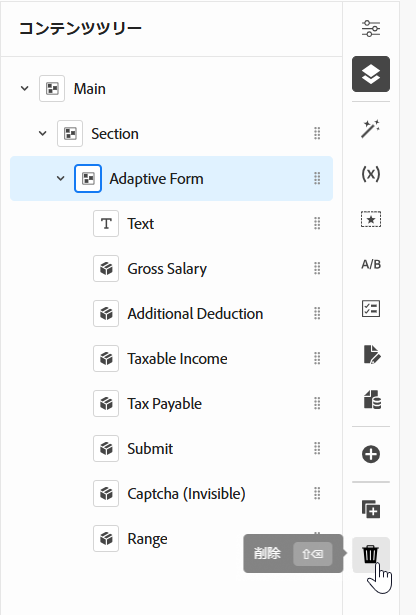 コンテンツツリー
Main
Section
Adaptive Form
T Text
Gross Salary
Additional Deduction
Taxable Income
Tax Payable
Submit
Captcha (Invisible)
Range
(x)
A/B
削除 ⇧⌫